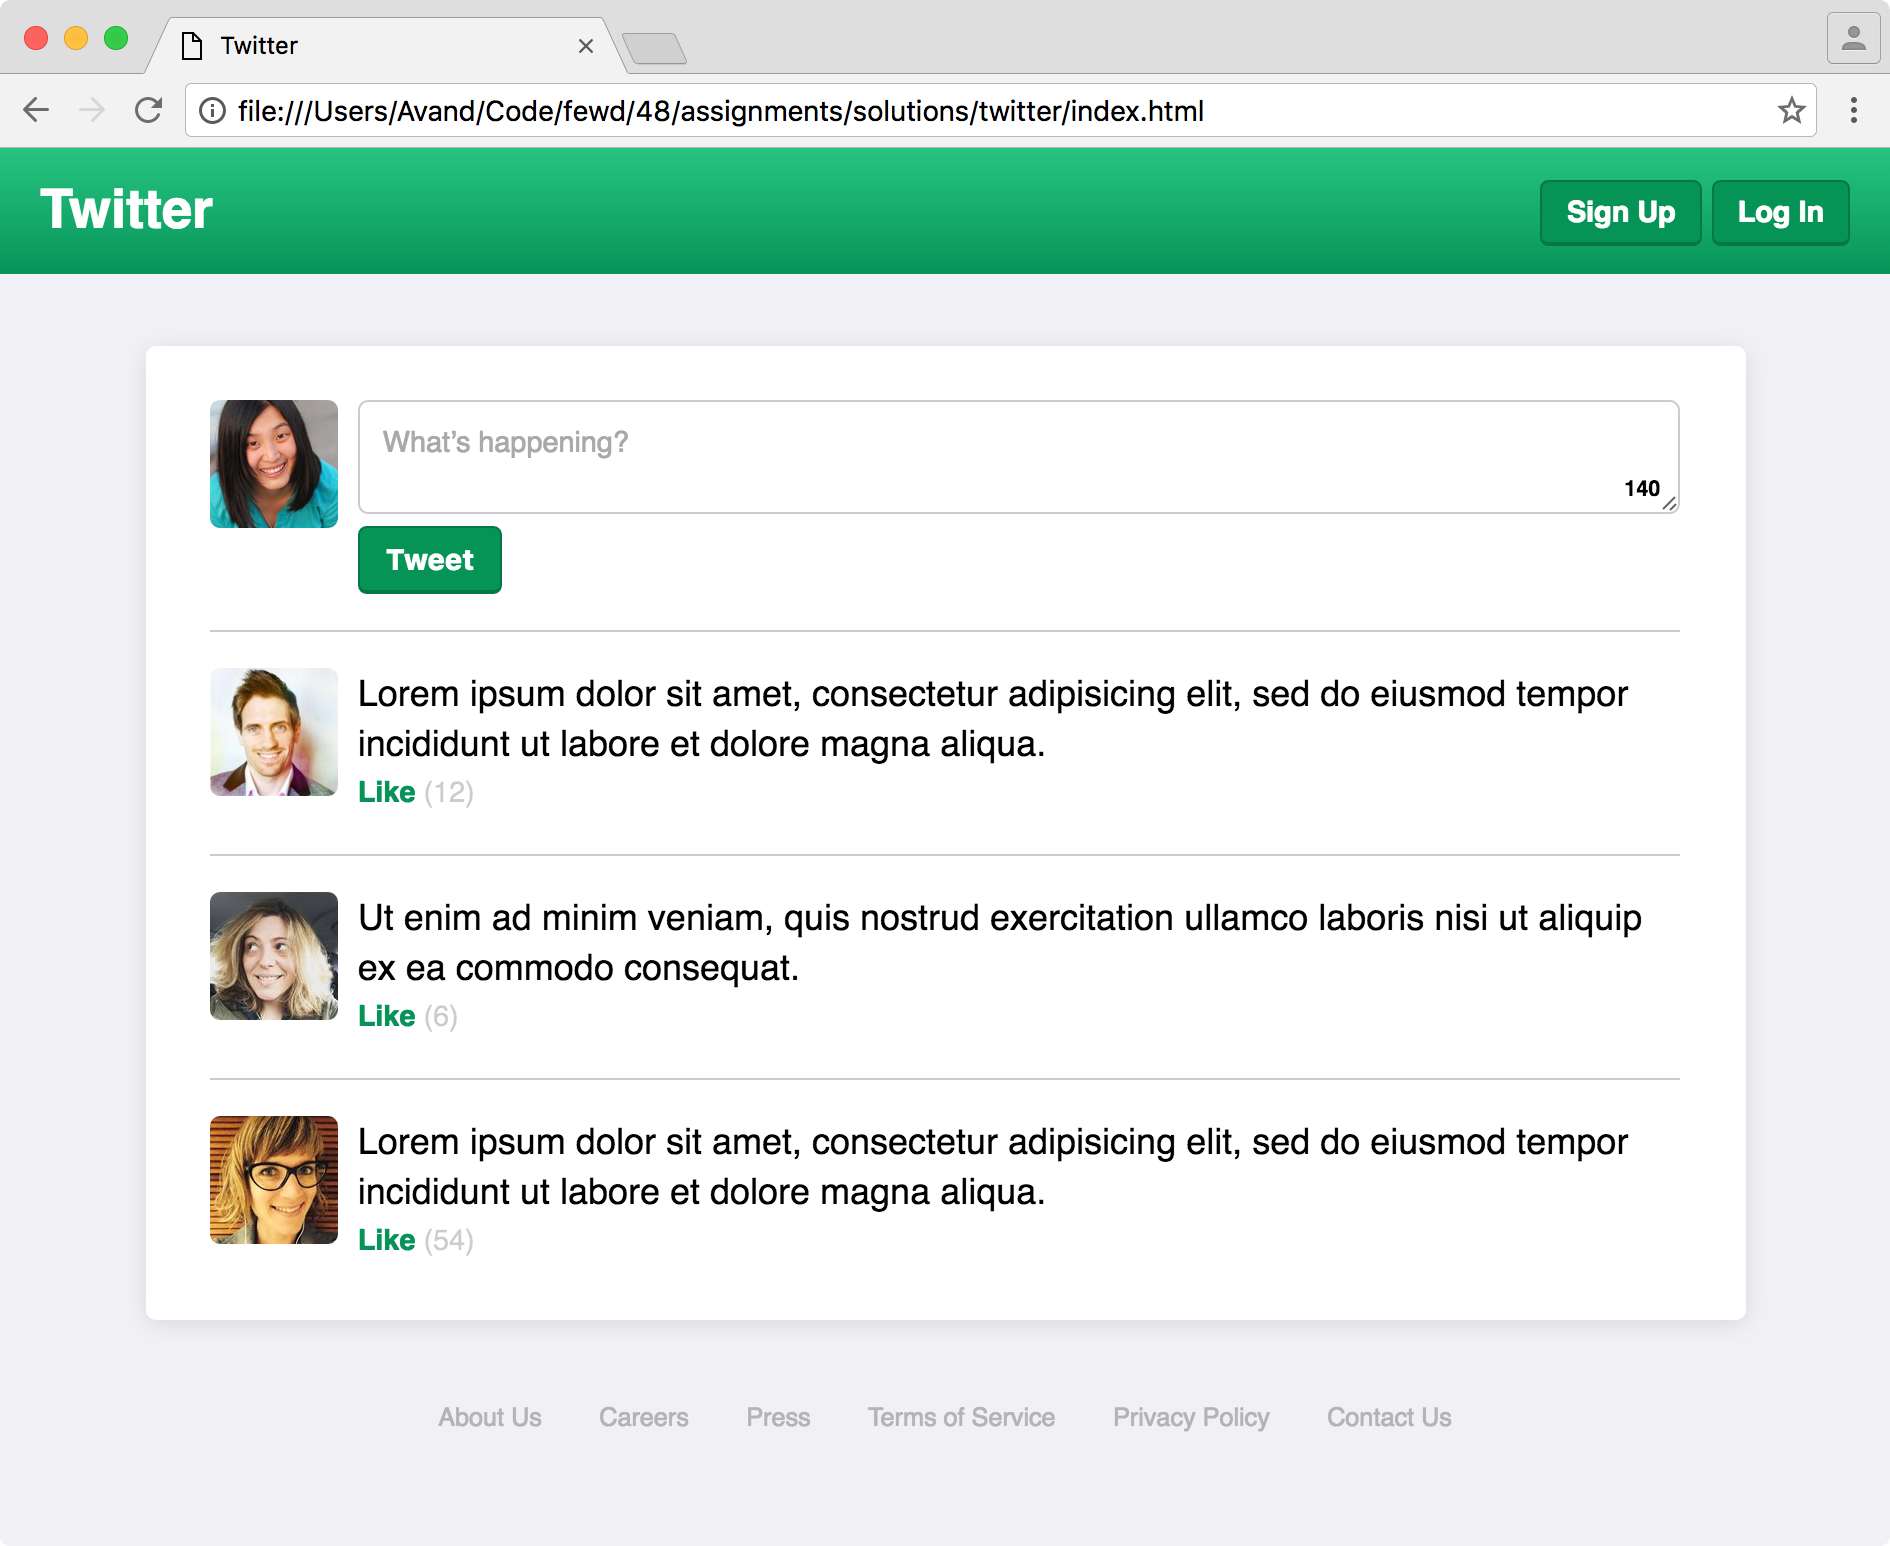 Twitter
file:///Users/Avand/Code/fewd/48/assignments/solutions/twitter/index.html
Twitter
Sign Up
Log In
What’s happening?
140
Tweet
Lorem ipsum dolor sit amet, consectetur adipisicing elit, sed do eiusmod tempor
incididunt ut labore et dolore magna aliqua.
Like (12)
Ut enim ad minim veniam, quis nostrud exercitation ullamco laboris nisi ut aliquip
ex ea commodo consequat.
Like (6)
Lorem ipsum dolor sit amet, consectetur adipisicing elit, sed do eiusmod tempor
incididunt ut labore et dolore magna aliqua.
Like (54)
About Us Careers Press Terms of Service Privacy Policy Contact Us